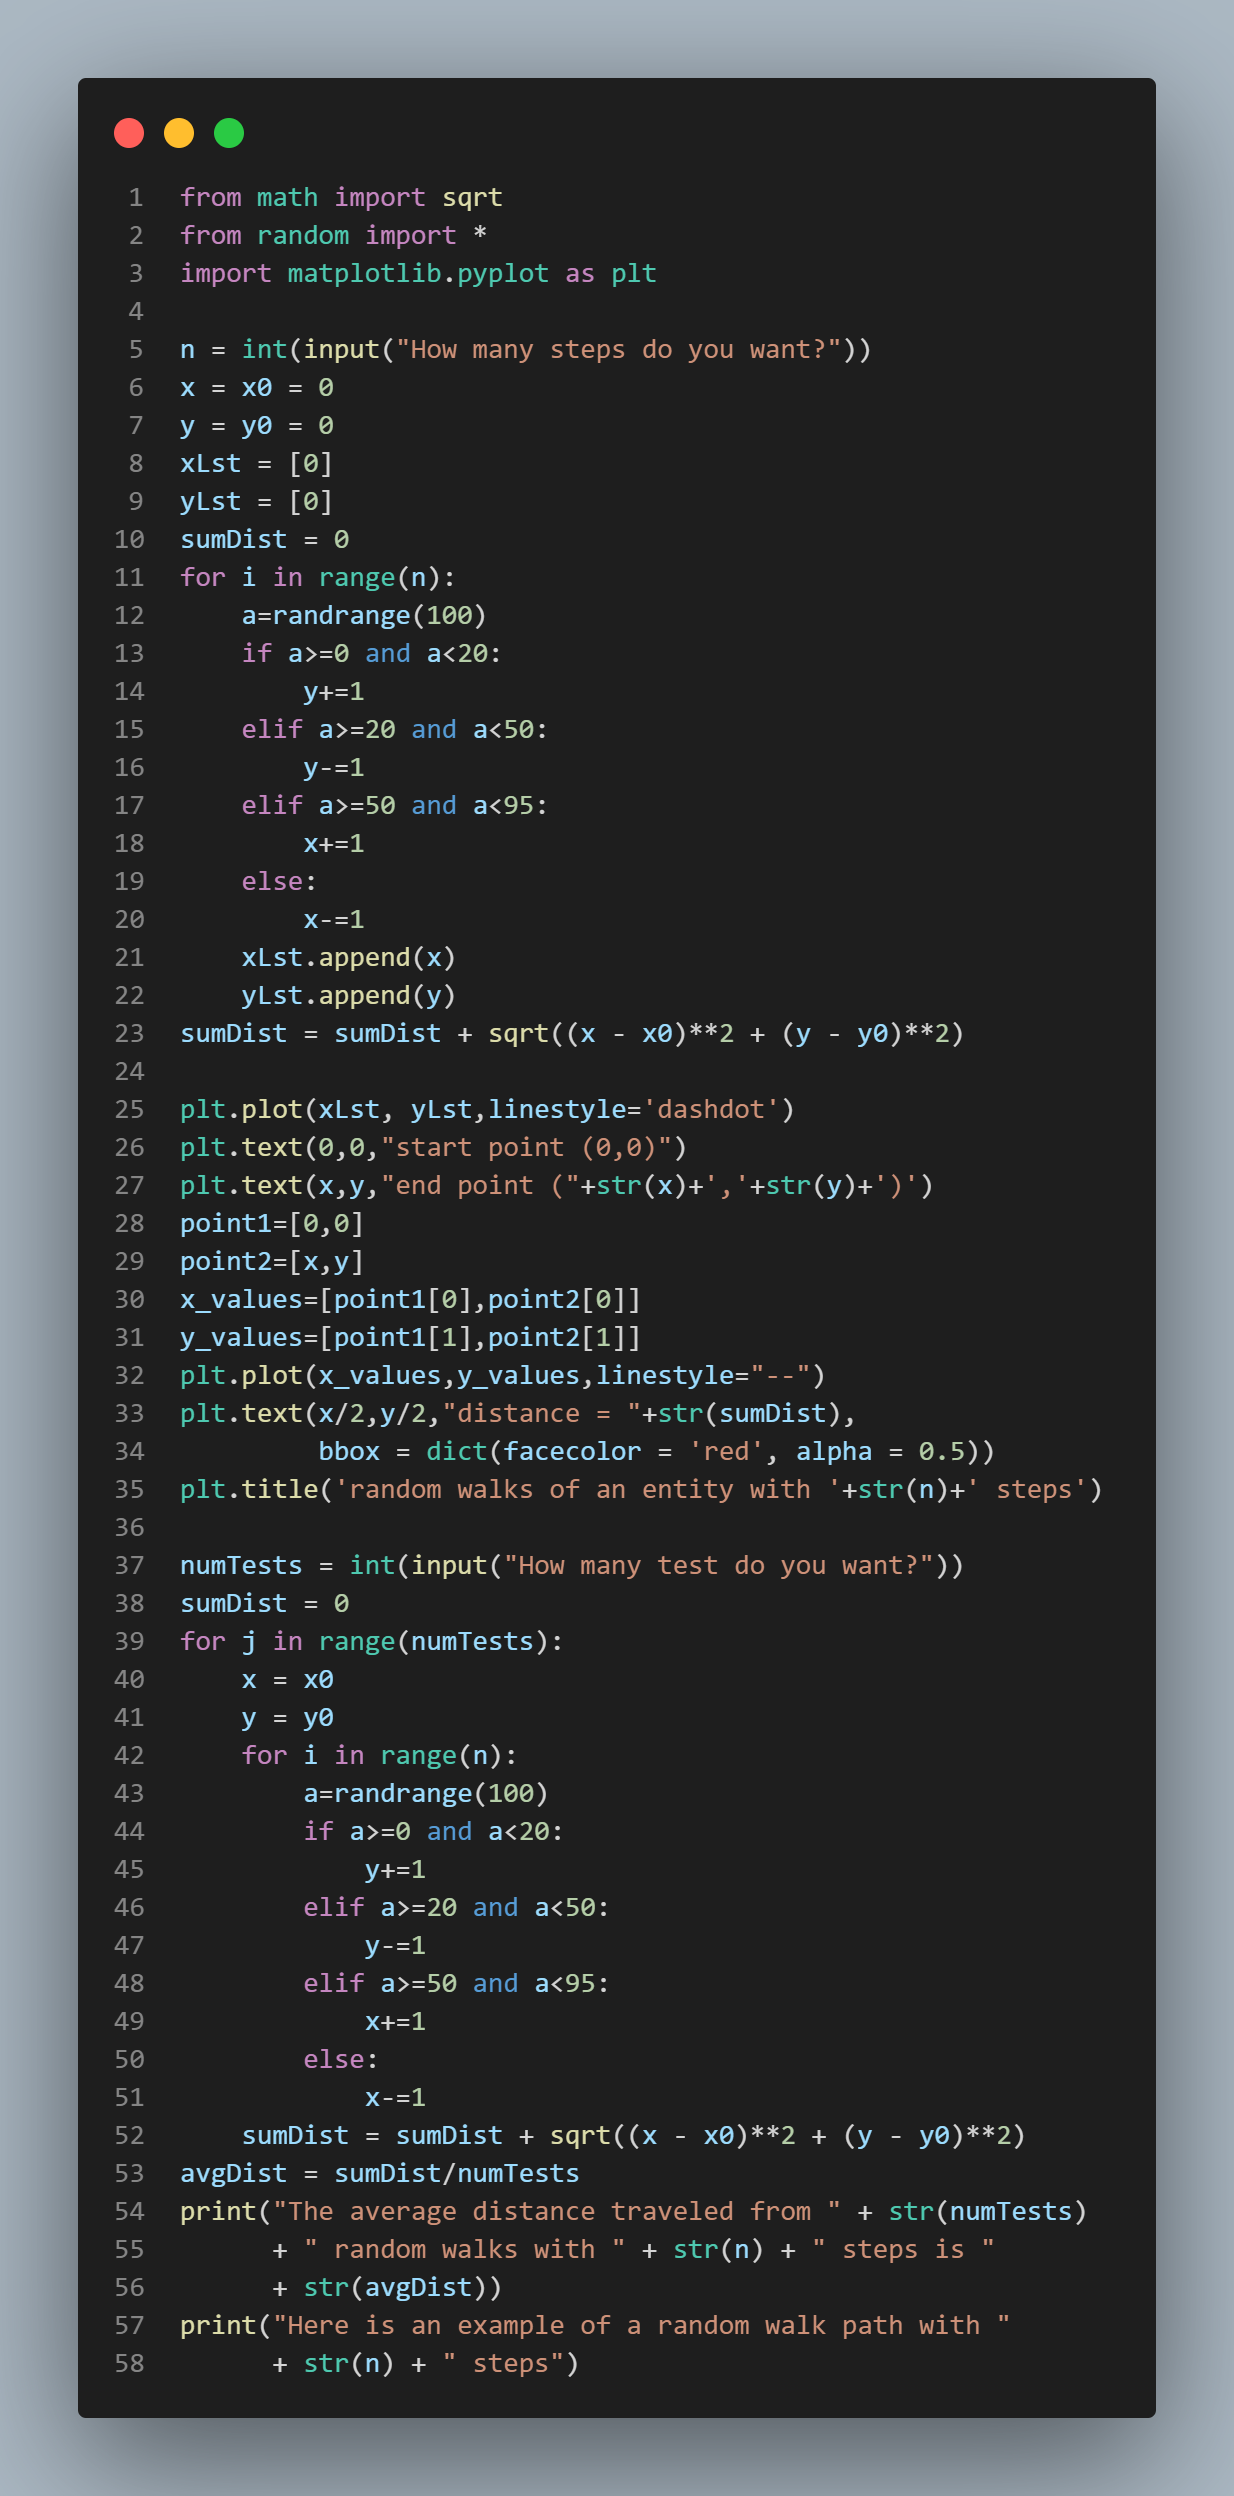 1 from math import sqrt
2 from random import *
3 import matplotlib.pyplot as plt
4
5 n = int(input("How many steps do you want?"))
6 x = x0 = 0
7 y = y0 = 0
8 xLst = [0]
9 yLst = [0]
10 sumDist = 0
11 for i in range(n):
12     a=randrange(100)
13     if a>=0 and a<20:
14         y+=1
15     elif a>=20 and a<50:
16         y-=1
17     elif a>=50 and a<95:
18         x+=1
19     else:
20         x-=1
21     xLst.append(x)
22     yLst.append(y)
23 sumDist = sumDist + sqrt((x - x0)**2 + (y - y0)**2)
24
25 plt.plot(xLst, yLst,linestyle='dashdot')
26 plt.text(0,0,"start point (0,0)")
27 plt.text(x,y,"end point ("+str(x)+','+str(y)+')')
28 point1=[0,0]
29 point2=[x,y]
30 x_values=[point1[0],point2[0]]
31 y_values=[point1[1],point2[1]]
32 plt.plot(x_values,y_values,linestyle="--")
33 plt.text(x/2,y/2,"distance = "+str(sumDist),
34          bbox = dict(facecolor = 'red', alpha = 0.5))
35 plt.title('random walks of an entity with '+str(n)+' steps')
36
37 numTests = int(input("How many test do you want?"))
38 sumDist = 0
39 for j in range(numTests):
40     x = x0
41     y = y0
42     for i in range(n):
43         a=randrange(100)
44         if a>=0 and a<20:
45             y+=1
46         elif a>=20 and a<50:
47             y-=1
48         elif a>=50 and a<95:
49             x+=1
50         else:
51             x-=1
52     sumDist = sumDist + sqrt((x - x0)**2 + (y - y0)**2)
53 avgDist = sumDist/numTests
54 print("The average distance traveled from " + str(numTests)
55       + " random walks with " + str(n) + " steps is "
56       + str(avgDist))
57 print("Here is an example of a random walk path with "
58       + str(n) + " steps")